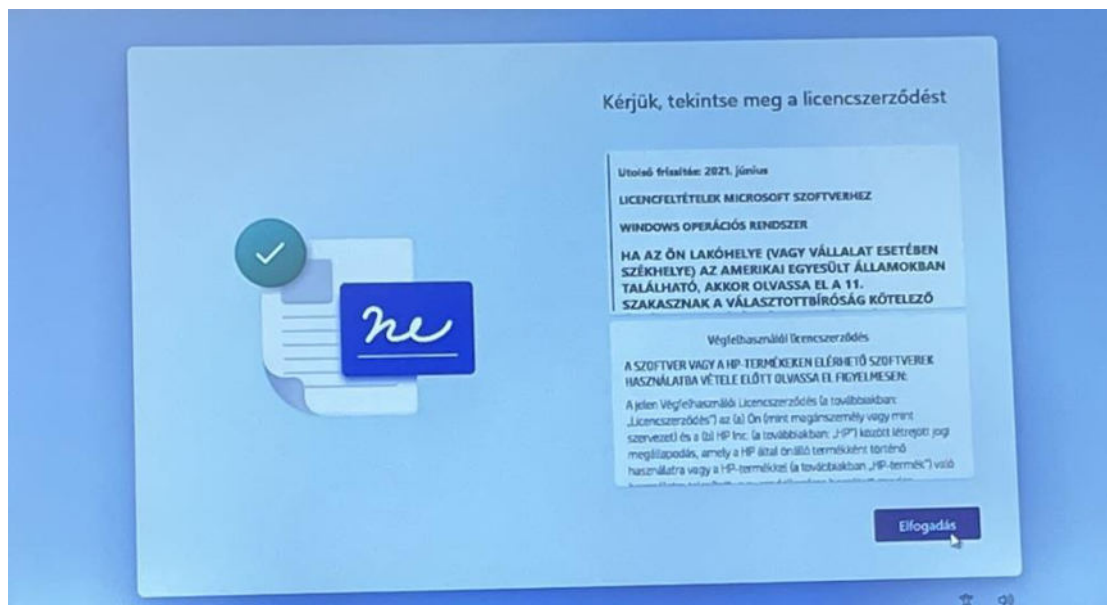 Kérjük, tekintse meg a licencszerződést
Utolsó frissítés: 2021. június
LICENCFELTÉTELEK MICROSOFT SZOFTVERHEZ
WINDOWS OPERÁCIÓS RENDSZER
HA AZ ÖN LAKÓHELYE (VAGY VÁLLALAT ESETÉBEN
SZÉKHELYE) AZ AMERIKAI EGYESÜLT ÁLLAMOKBAN
TALÁLHATÓ, AKKOR OLVASSA EL A 11.
SZAKASZNAK A VÁLASZTOTTBÍRÓSÁG KÖTELEZŐ
Végfelhasználói licencszerződés
A SZOFTVER VAGY A HP-TERMÉKEKEN ELÉRHETŐ SZOFTVEREK
HASZNÁLATBA VÉTELE ELŐTT OLVASSA EL FIGYELMESEN:
A jelen Végfelhasználói Licencszerződés (a továbbiakban:
„Licencszerződés”) az (a) Ön (mint magánszemély vagy mint
szervezet) és a (b) HP Inc. (a továbbiakban: „HP”) között létrejött jogi
megállapodás, amely a HP által önálló termékként történő
használatra vagy a HP-termékkel (a továbbiakban „HP-termék”) való
Elfogadás